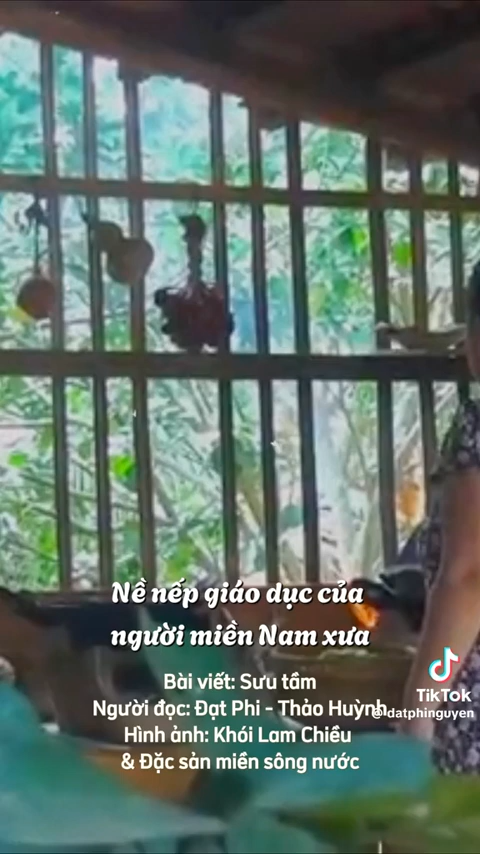 Nề nếp giáo dục của
người miền Nam xưa
Bài viết: Sưu tầm
Người đọc: Đạt Phi - Thảo Huỳnh
Hình ảnh: Khói Lam Chiều
& Đặc sản miền sông nước
TikTok
@datphinguyen